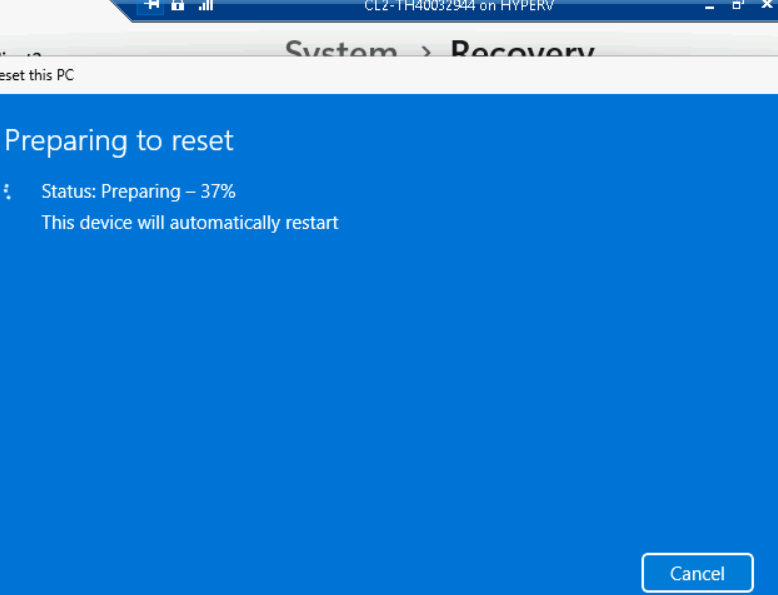 CL2-TH40032944 on HYPERV
System > Recovery
eset this PC
Preparing to reset
Status: Preparing – 37%
This device will automatically restart
Cancel